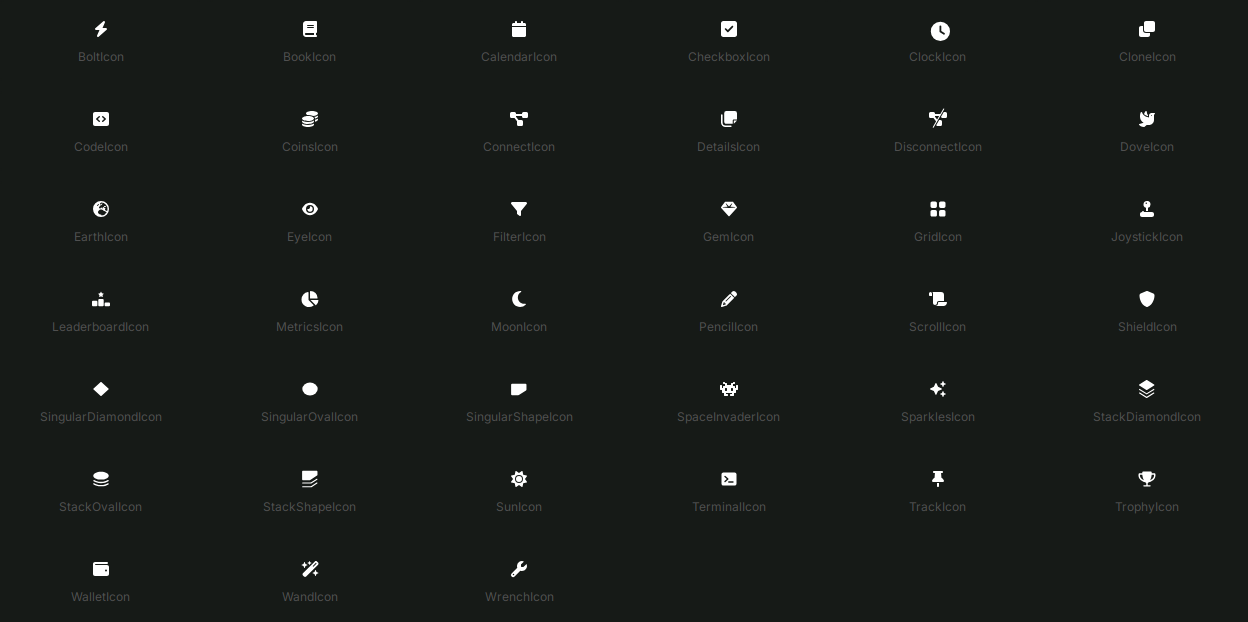 BoltIcon BookIcon CalendarIcon CheckboxIcon ClockIcon CloneIcon
CodeIcon CoinsIcon ConnectIcon DetailsIcon DisconnectIcon DoveIcon
EarthIcon EyeIcon FilterIcon GemIcon GridIcon JoystickIcon
LeaderboardIcon MetricsIcon MoonIcon PencilIcon ScrollIcon ShieldIcon
SingularDiamondIcon SingularOvalIcon SingularShapeIcon SpaceInvaderIcon SparklesIcon StackDiamondIcon
StackOvalIcon StackShapeIcon SunIcon TerminalIcon TrackIcon TrophyIcon
WalletIcon WandIcon WrenchIcon